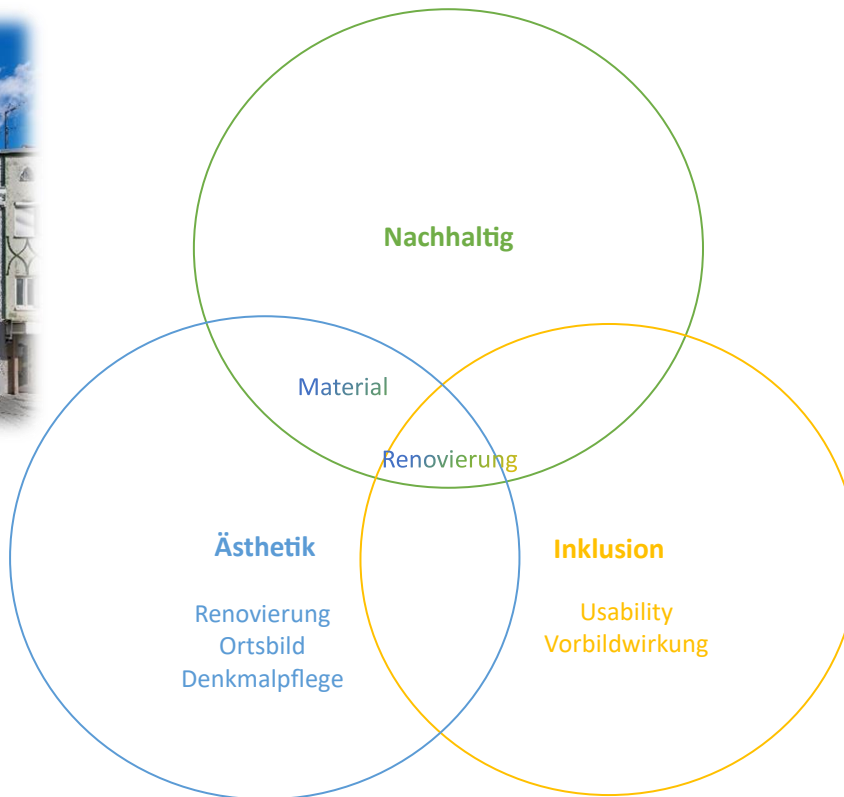 Nachhaltig
Material
Renovierung
Ästhetik
Renovierung
Ortsbild
Denkmalpflege
Inklusion
Usability
Vorbildwirkung